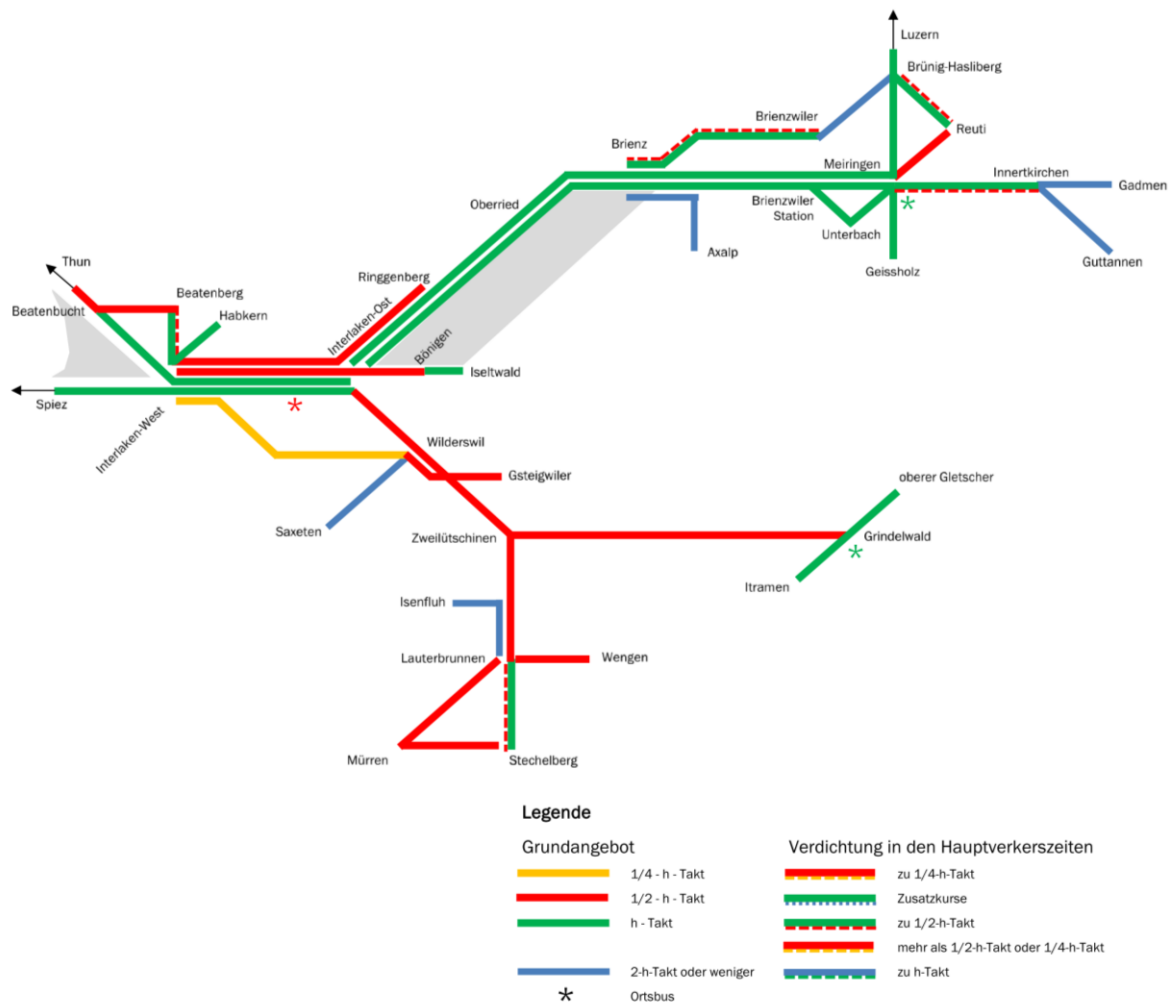 Luzern
Brünig-Hasliberg
Brienzwiler
Reuti
Brienz
Meiringen
Innertkirchen
Gadmen
Oberried
Brienzwiler
Station
Unterbach
Axalp
Geissholz
Guttannen
Thun
Ringgenberg
Beatenberg
Beatenbucht
Habkern
Interlaken-Ost
Bönigen
Iseltwald
Spiez
*
Interlaken-West
Wilderswil
Gsteigwiler
oberer Gletscher
Saxeten
Zweilütschinen
Grindelwald
*
Itramen
Isenfluh
Lauterbrunnen
Wengen
Mürren
Stechelberg
Legende
Grundangebot
Verdichtung in den Hauptverkerszeiten
1/4 - h - Takt
zu 1/4-h-Takt
1/2 - h - Takt
Zusatzkurse
h - Takt
zu 1/2-h-Takt
mehr als 1/2-h-Takt oder 1/4-h-Takt
2-h-Takt oder weniger
zu h-Takt
* Ortsbus